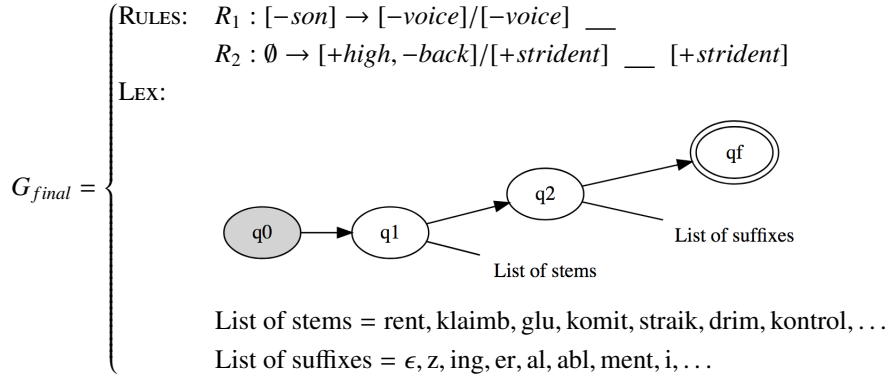 RULES: R₁ : [−son] → [−voice]/[−voice] __
R₂ : ∅ → [+high, −back]/[+strident] __ [+strident]
LEX:
qf
q2
G_final =
q0 q1
List of suffixes
List of stems
List of stems = rent, klaimb, glu, komit, straik, drim, kontrol, . . .
List of suffixes = ϵ, z, ing, er, al, abl, ment, i, . . .